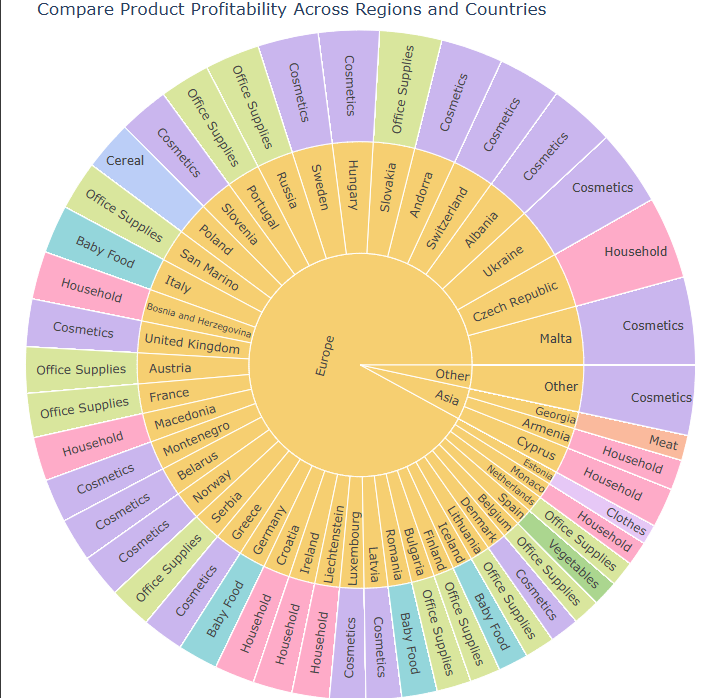 Compare Product Profitability Across Regions and Countries
Europe
Malta
Cosmetics
Czech Republic
Household
Ukraine
Cosmetics
Albania
Cosmetics
Switzerland
Cosmetics
Andorra
Cosmetics
Slovakia
Office Supplies
Hungary
Cosmetics
Sweden
Cosmetics
Russia
Office Supplies
Portugal
Office Supplies
Slovenia
Cosmetics
Poland
Cereal
San Marino
Office Supplies
Italy
Baby Food
Bosnia and Herzegovina
Household
United Kingdom
Cosmetics
Austria
Office Supplies
France
Office Supplies
Macedonia
Household
Montenegro
Cosmetics
Belarus
Cosmetics
Norway
Cosmetics
Serbia
Office Supplies
Greece
Cosmetics
Germany
Baby Food
Croatia
Household
Ireland
Household
Liechtenstein
Household
Luxembourg
Cosmetics
Latvia
Cosmetics
Romania
Baby Food
Bulgaria
Office Supplies
Finland
Office Supplies
Iceland
Baby Food
Lithuania
Office Supplies
Denmark
Cosmetics
Belgium
Office Supplies
Spain
Vegetables
Netherlands
Office Supplies
Monaco
Household
Estonia
Clothes
Asia
Cyprus
Household
Armenia
Household
Georgia
Meat
Other
Other
Cosmetics